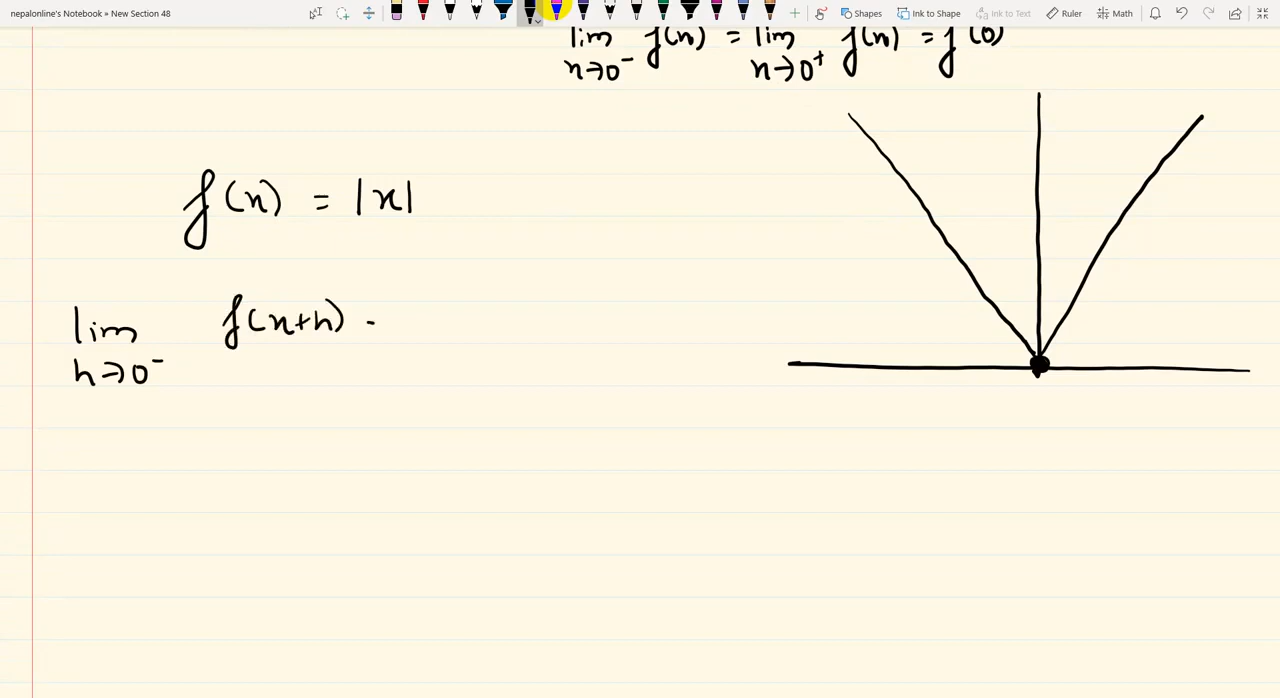 nepalonline's Notebook » New Section 48
Shapes Ink to Shape Ink to Text Ruler Math
lim f(x) = lim f(x) = f(0)
x→0⁻ x→0⁺
f(x) = |x|
lim f(x+h) -
h→0⁻